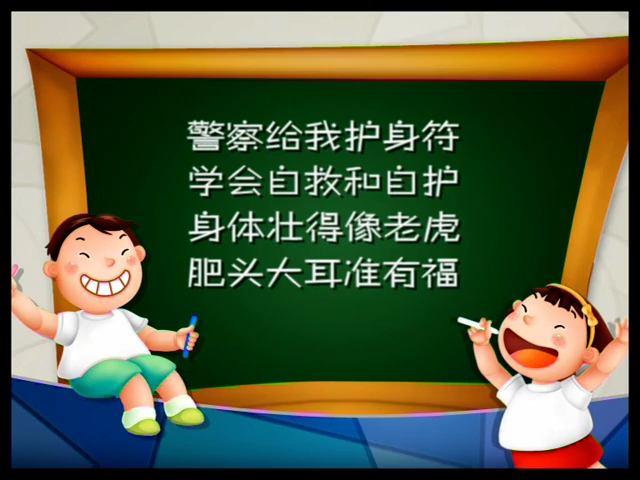 警察给我护身符
学会自救和自护
身体壮得像老虎
肥头大耳准有福